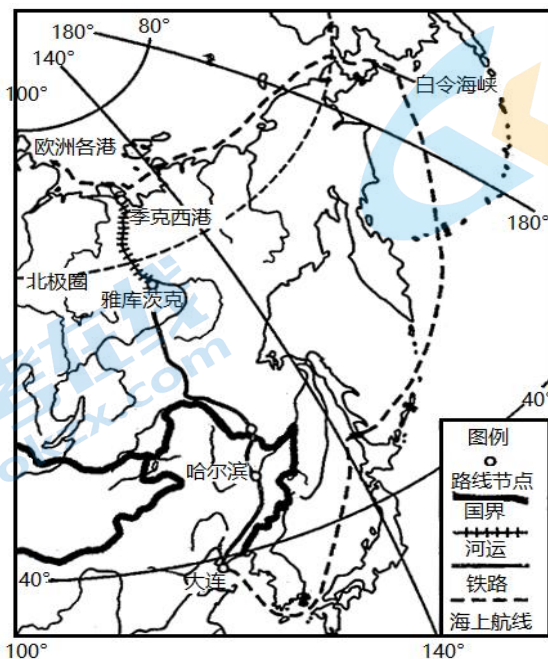 180°
80°
140°
100°
白令海峡
欧洲各港
季克西港
180°
北极圈
雅库茨克
40°
哈尔滨
大连
40°
100°
140°
图例
路线节点
国界
河运
铁路
海上航线